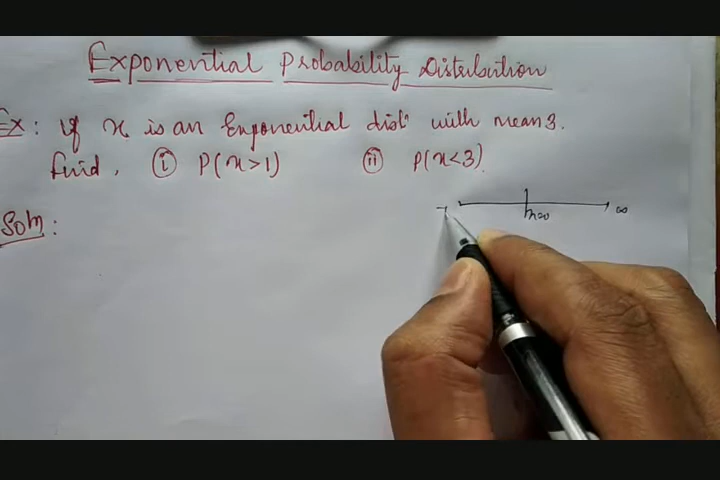 Exponential Probability Distribution
Ex: if x is an Exponential distn with mean 3.
find, (i) P(x>1) (ii) P(x<3).
Soln:
∞